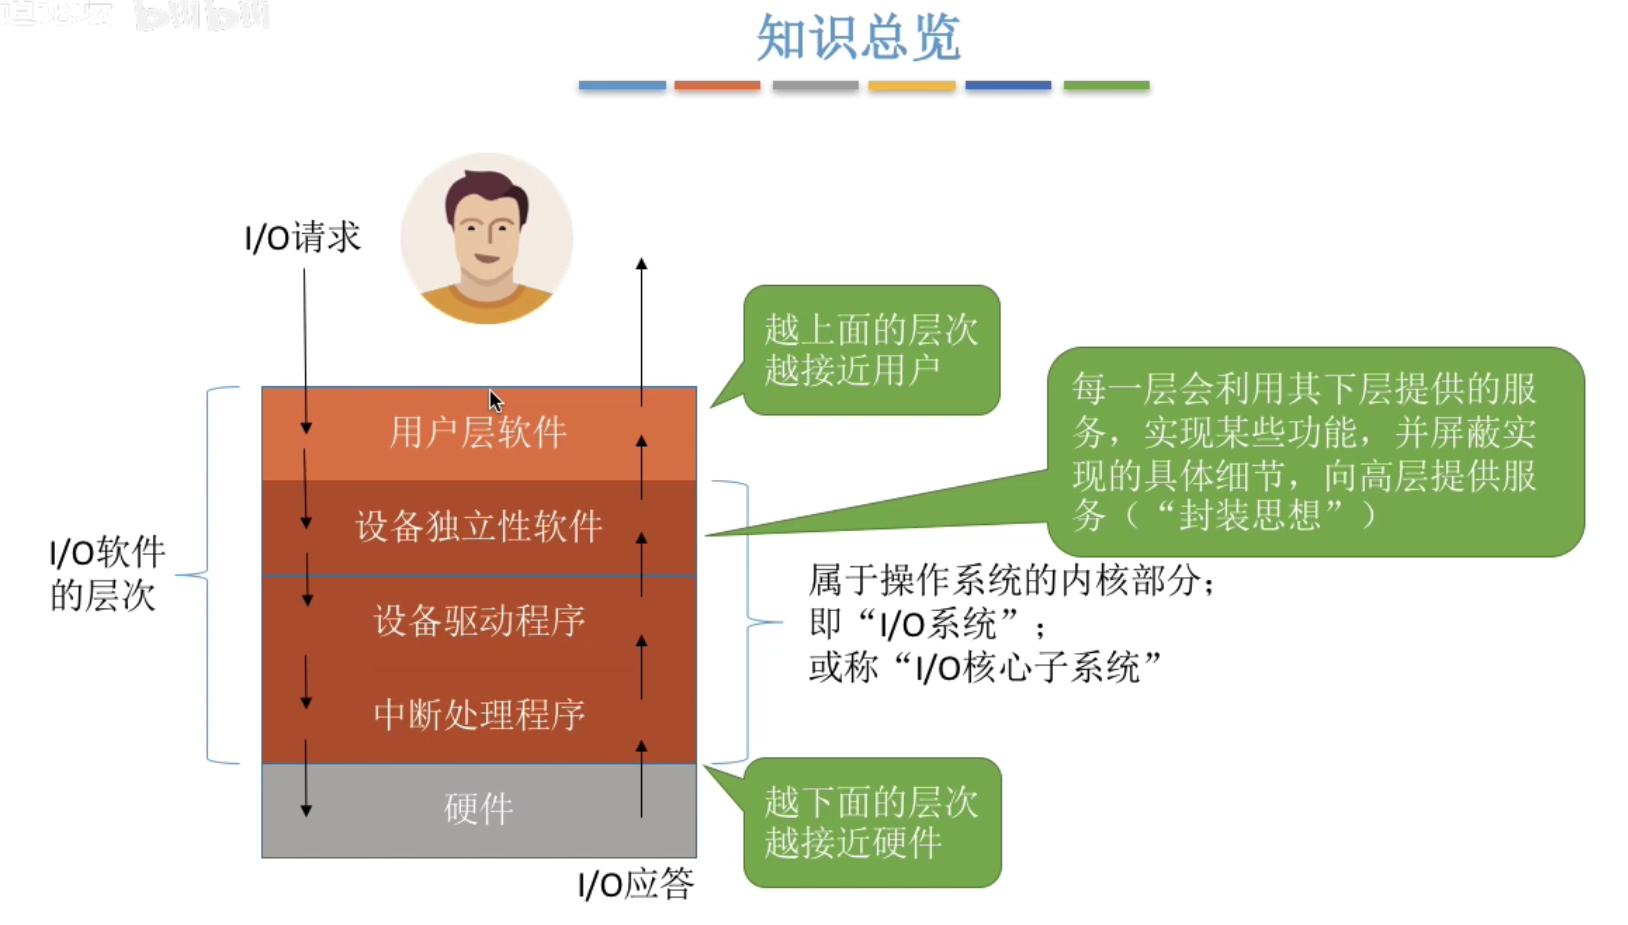 bilibili
知识总览
I/O请求
越上面的层次
越接近用户
每一层会利用其下层提供的服
务，实现某些功能，并屏蔽实
现的具体细节，向高层提供服
务（“封装思想”）
用户层软件
设备独立性软件
设备驱动程序
中断处理程序
硬件
I/O软件
的层次
属于操作系统的内核部分；
即“I/O系统”；
或称“I/O核心子系统”
越下面的层次
越接近硬件
I/O应答